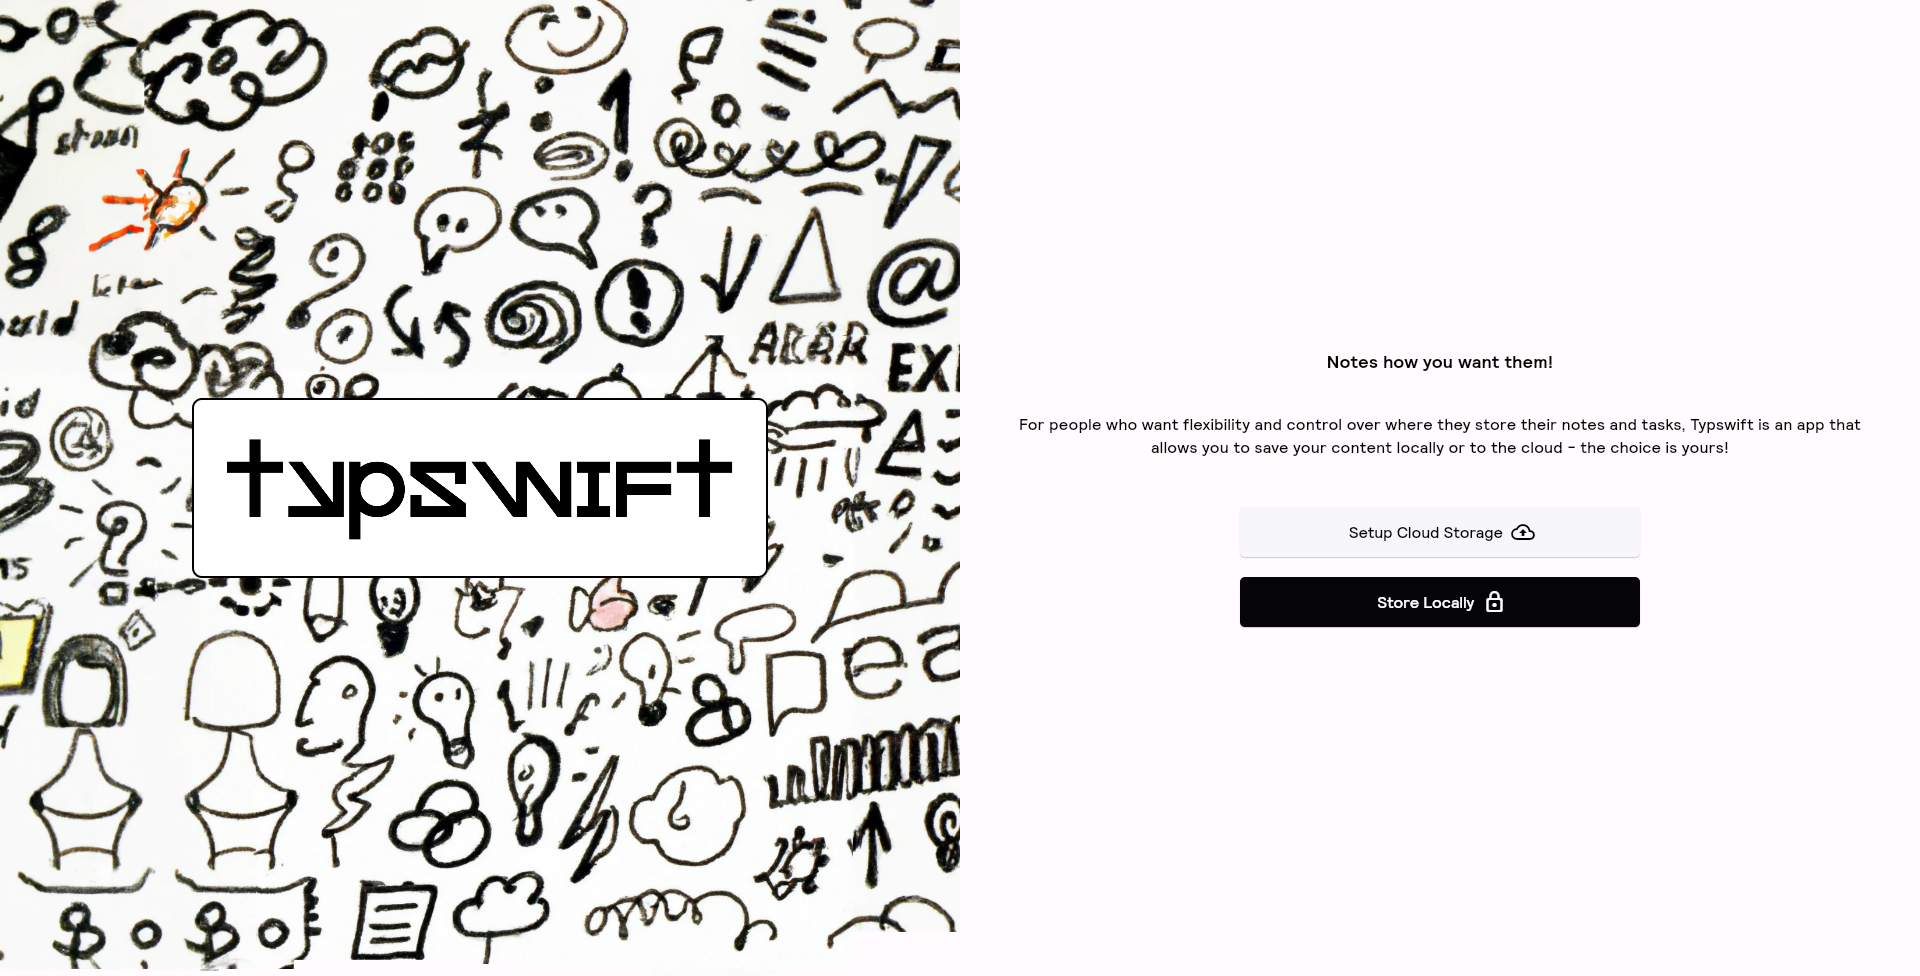 ea
EX
typswift
Notes how you want them!
For people who want flexibility and control over where they store their notes and tasks, Typswift is an app that
allows you to save your content locally or to the cloud - the choice is yours!
Setup Cloud Storage
Store Locally